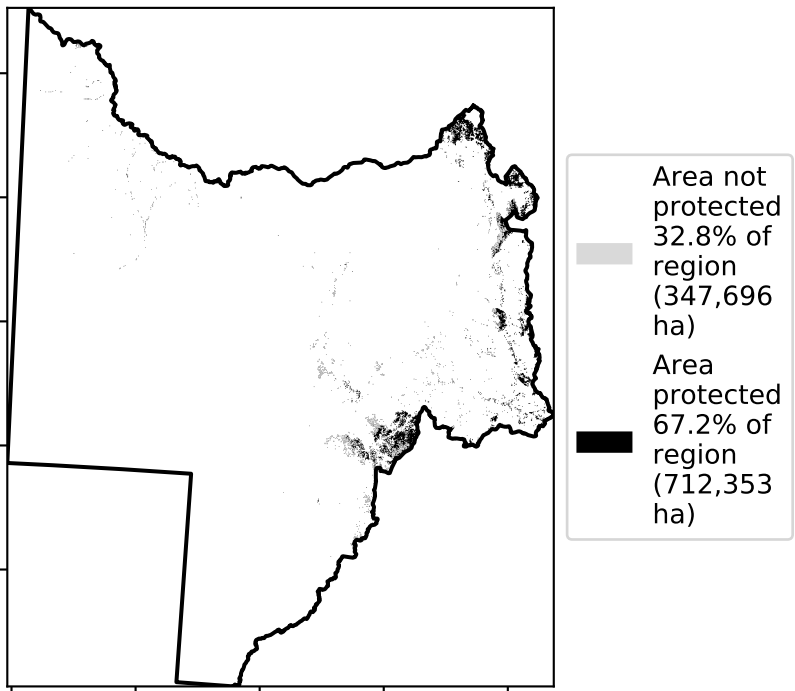 Area not
protected
32.8% of
region
(347,696
ha)
Area
protected
67.2% of
region
(712,353
ha)